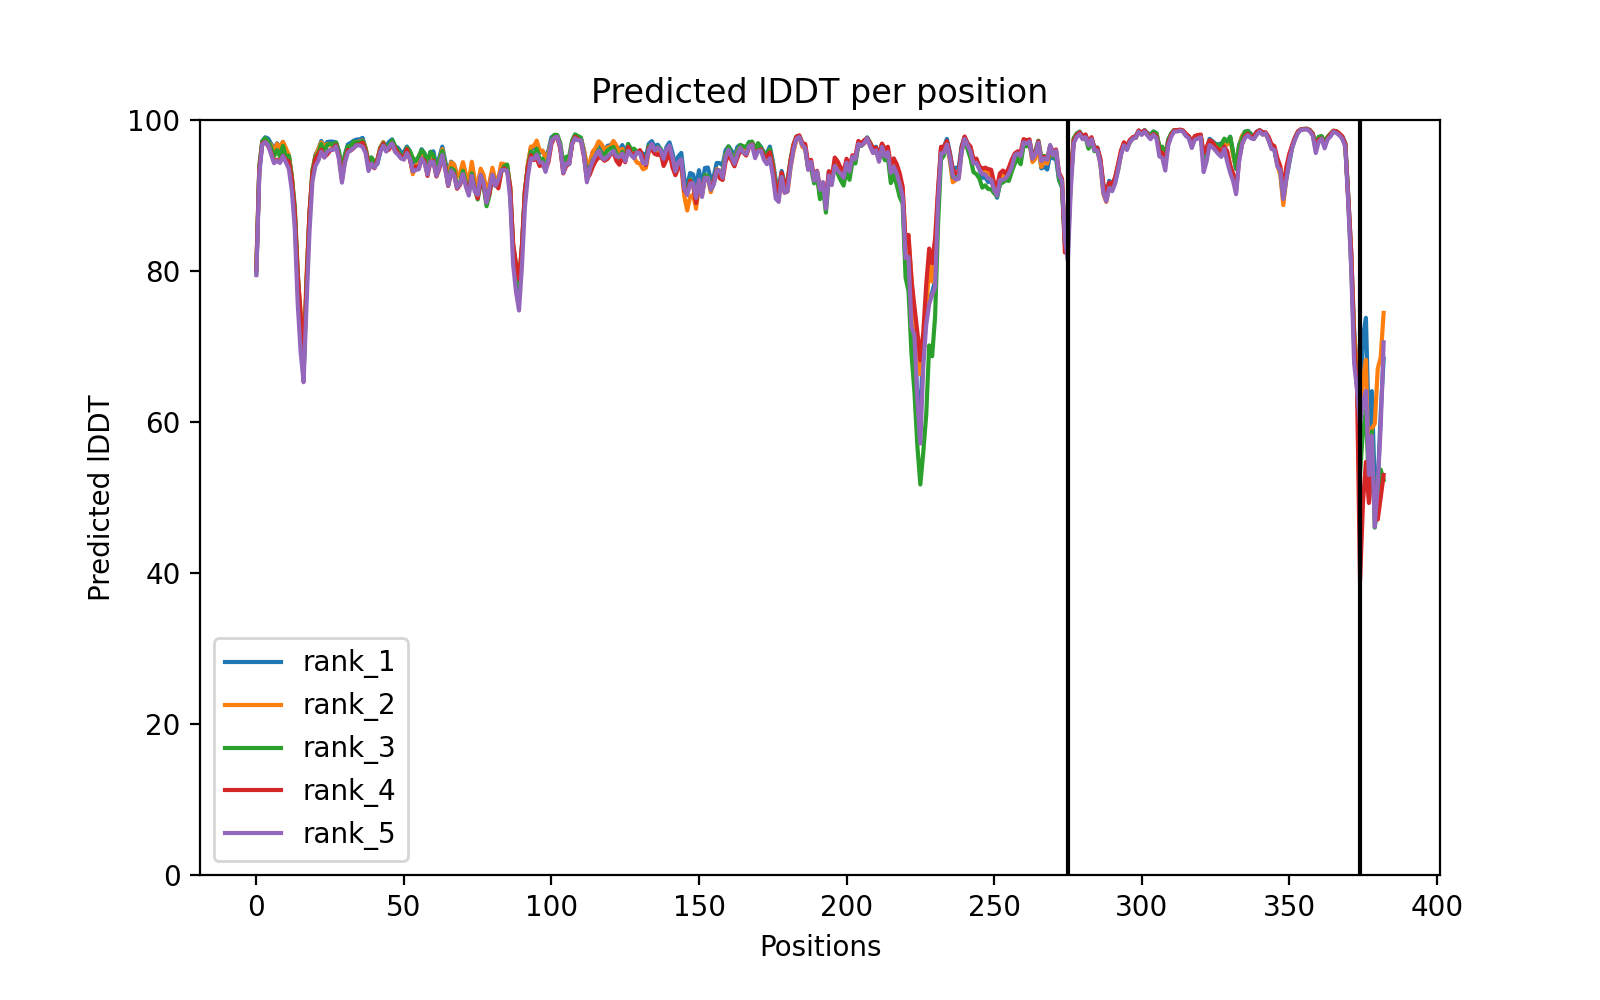 Predicted lDDT per position
100
80
60
40
20
0
Predicted lDDT
rank_1
rank_2
rank_3
rank_4
rank_5
0 50 100 150 200 250 300 350 400
Positions